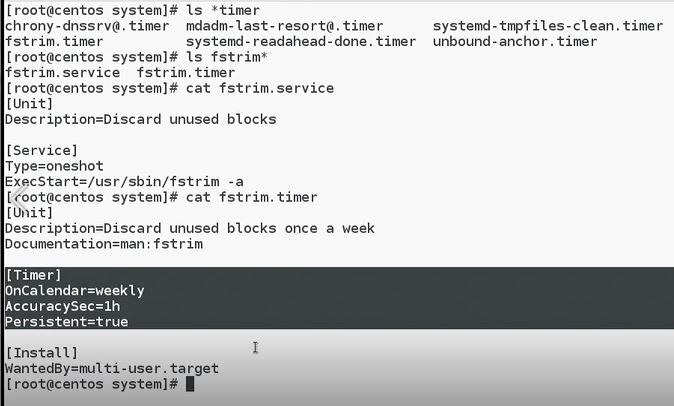 [root@centos system]# ls *timer
chrony-dnssrv@.timer  mdadm-last-resort@.timer     systemd-tmpfiles-clean.timer
fstrim.timer          systemd-readahead-done.timer  unbound-anchor.timer
[root@centos system]# ls fstrim*
fstrim.service  fstrim.timer
[root@centos system]# cat fstrim.service
[Unit]
Description=Discard unused blocks
[Service]
Type=oneshot
ExecStart=/usr/sbin/fstrim -a
[root@centos system]# cat fstrim.timer
[Unit]
Description=Discard unused blocks once a week
Documentation=man:fstrim
[Timer]
OnCalendar=weekly
AccuracySec=1h
Persistent=true
[Install]
WantedBy=multi-user.target
[root@centos system]#